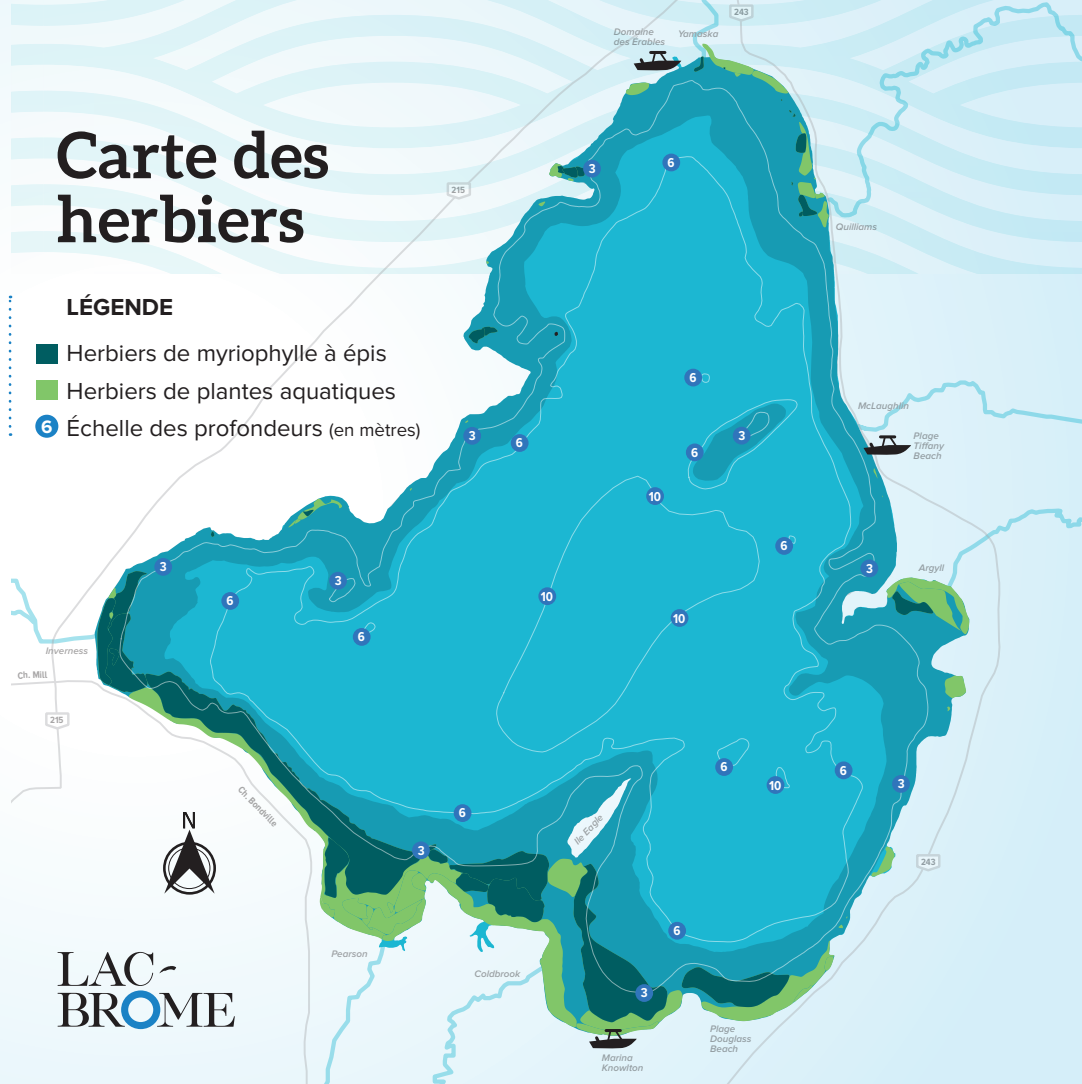 243
Domaine
des Érables
Yamaska
Carte des
herbiers
215
3
6
Quilliams
LÉGENDE
Herbiers de myriophylle à épis
Herbiers de plantes aquatiques
6 Échelle des profondeurs (en mètres)
6
McLaughlin
3
6
3
6
Plage
Tiffany
Beach
10
6
3
3
3
Argyll
6
10
10
6
Inverness
Ch. Mill
215
6
10
6
3
Ch. Bondville
6
Ile Eagle
N
3
243
6
Pearson
Coldbrook
LAC
BROME
3
Plage
Douglass
Beach
Marina
Knowlton